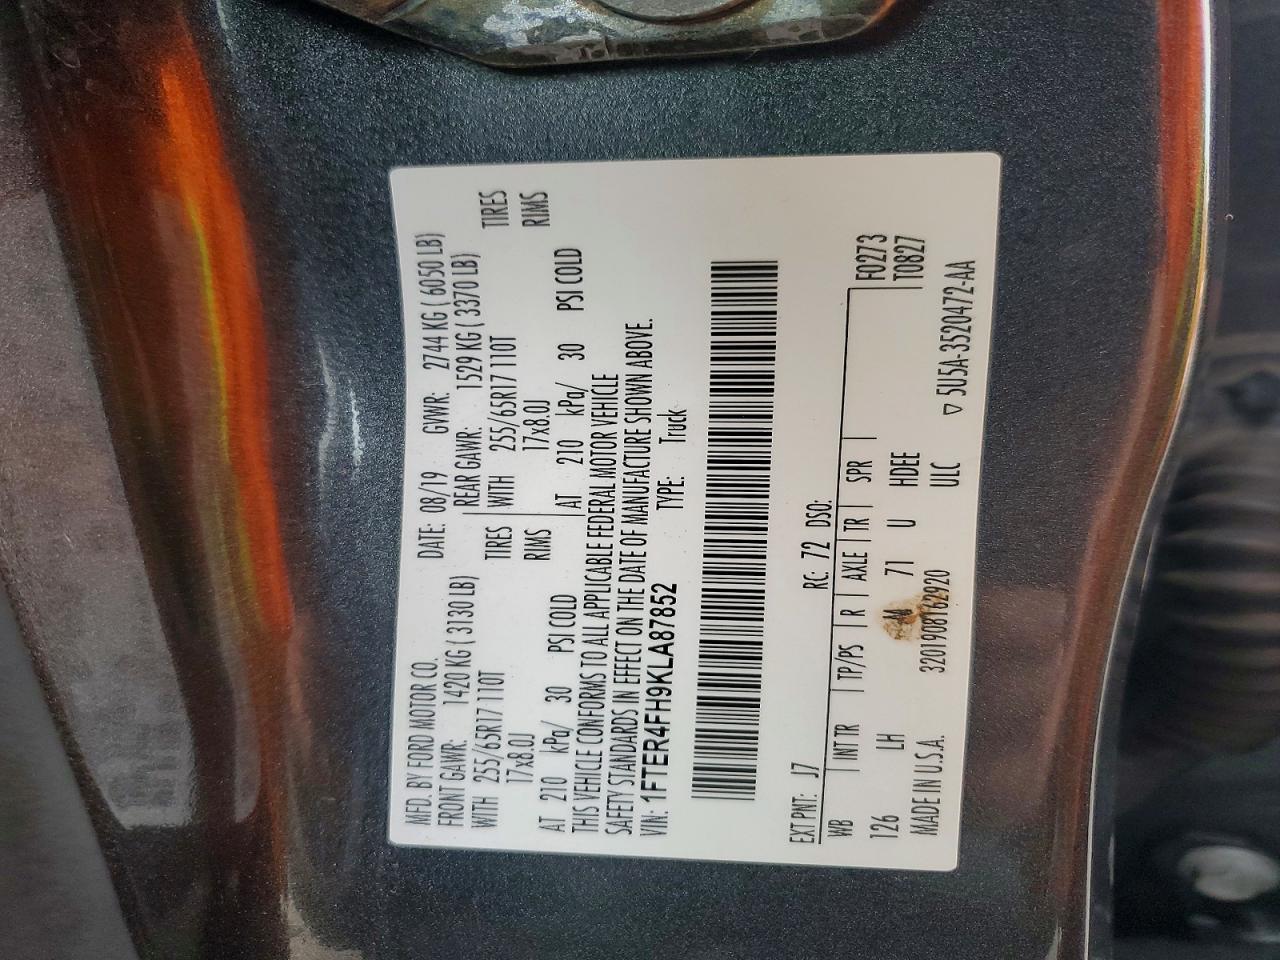 MFD. BY FORD MOTOR CO. DATE: 08/19 GVWR: 2744 KG ( 6050 LB)
FRONT GAWR: 1420 KG ( 3130 LB) REAR GAWR: 1529 KG ( 3370 LB)
WITH 255/65R17 110T TIRES WITH 255/65R17 110T TIRES
17x8.0J RIMS 17x8.0J RIMS
AT 210 kPa/ 30 PSI COLD AT 210 kPa/ 30 PSI COLD
THIS VEHICLE CONFORMS TO ALL APPLICABLE FEDERAL MOTOR VEHICLE
SAFETY STANDARDS IN EFFECT ON THE DATE OF MANUFACTURE SHOWN ABOVE.
VIN: 1FTER4FH9KLA87852 TYPE: Truck
EXT PNT: J7 RC: 72 DSO:
WB INT TR TP/PS R AXLE TR SPR F0273
126 LH M 71 U HDEE T0827
MADE IN U.S.A. 320190816292​0 ULC
▽ 5U5A-3520472-AA